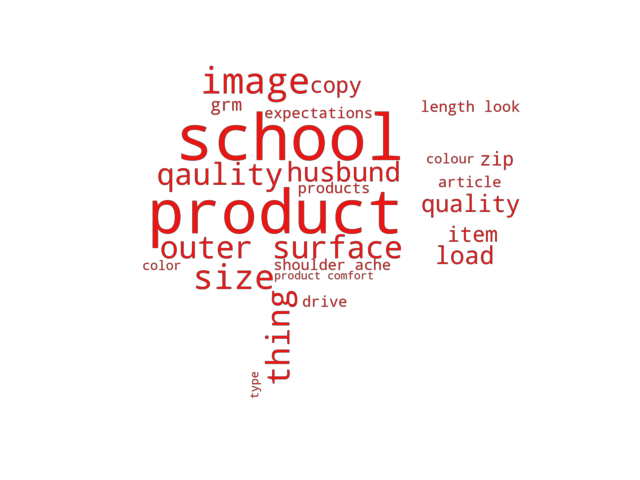 image copy
grm
length look
expectations
school
colour zip
qaulity husbund
article
products
product
quality
item
outer surface
load
color
shoulder ache
size
product comfort
drive
thing
type